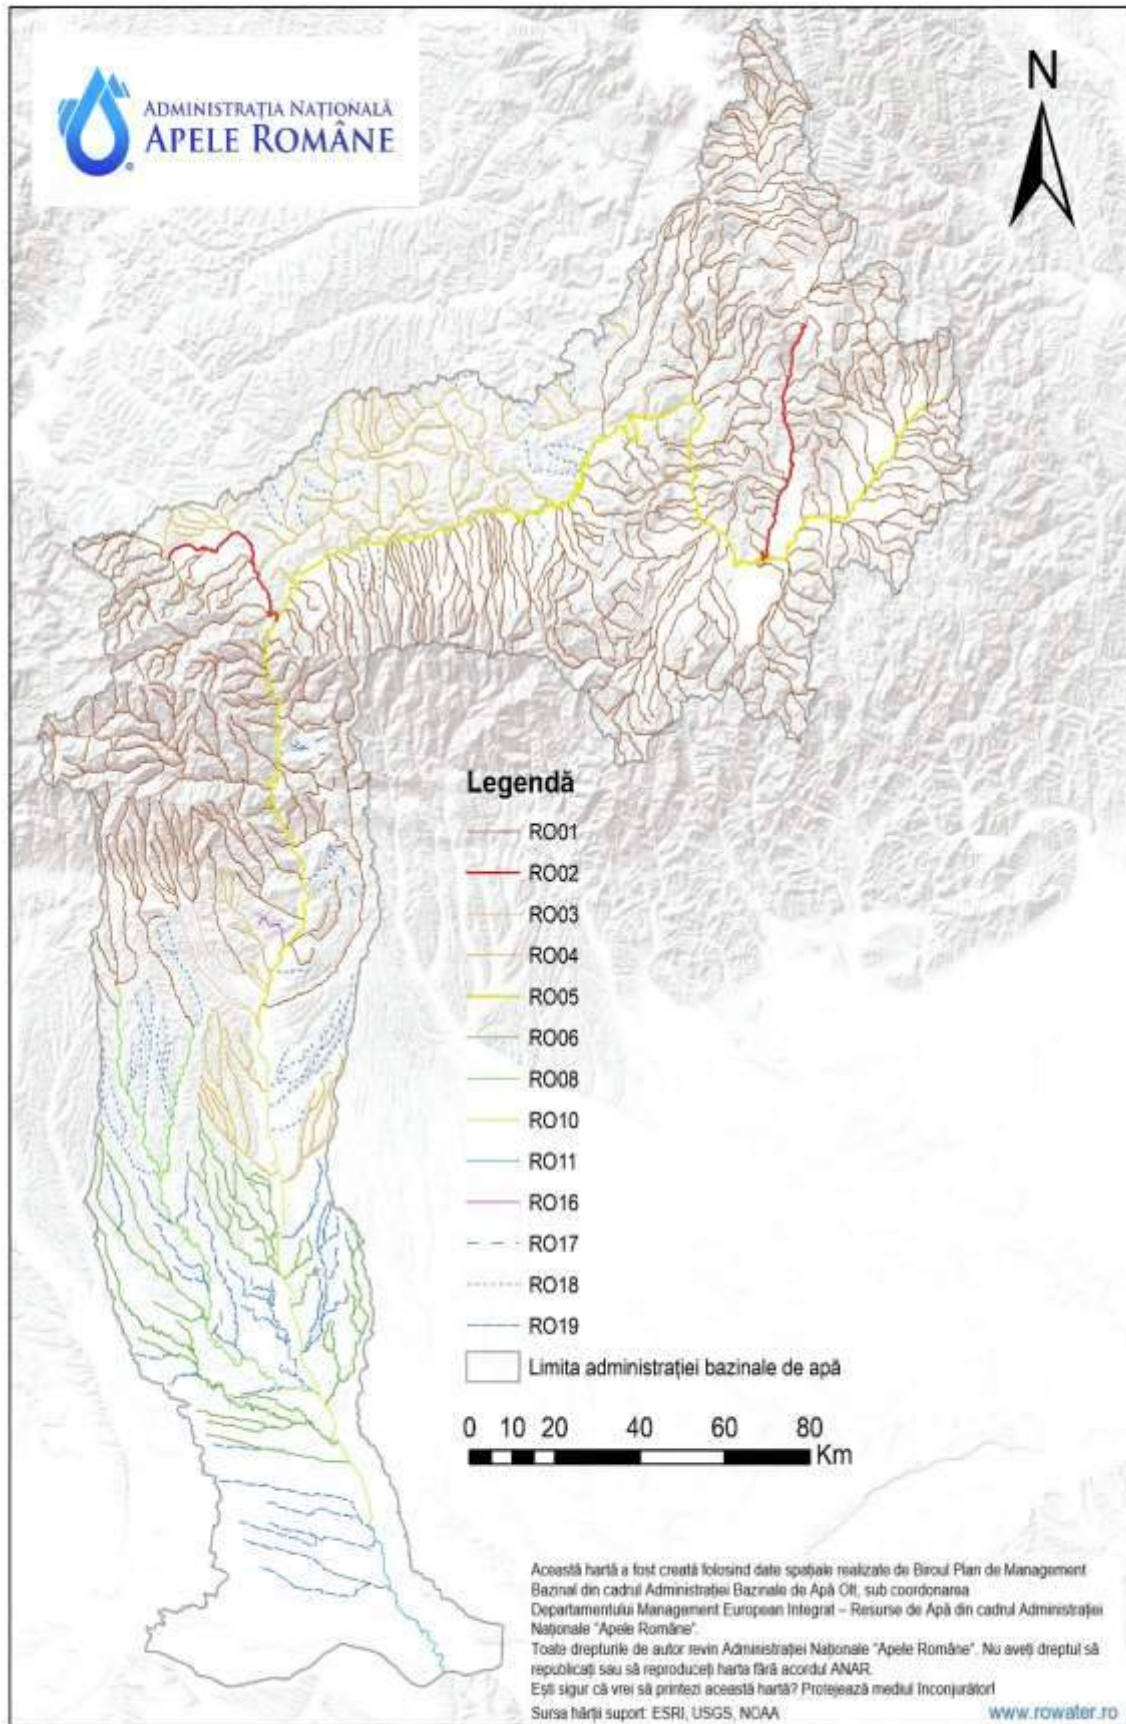 N
ADMINISTRAȚIA NAȚIONALĂ
APELE ROMÂNE
Legendă
RO01
RO02
RO03
RO04
RO05
RO06
RO08
RO10
RO11
RO16
RO17
RO18
RO19
Limita administrației bazinale de apă
0 10 20 40 60 80
Km
Această hartă a fost creată folosind date spațiale realizate de Biroul Plan de Management
Bazinal din cadrul Administrației Bazinale de Apă Olt, sub coordonarea
Departamentului Management European Integrat – Resurse de Apă din cadrul Administrației
Naționale "Apele Române".
Toate drepturile de autor revin Administrației Naționale "Apele Române". Nu aveți dreptul să
republicați sau să reproduceți harta fără acordul ANAR.
Ești sigur că vrei să printezi această hartă? Protejează mediul înconjurător!
Sursa hărții suport: ESRI, USGS, NOAA
www.rowater.ro